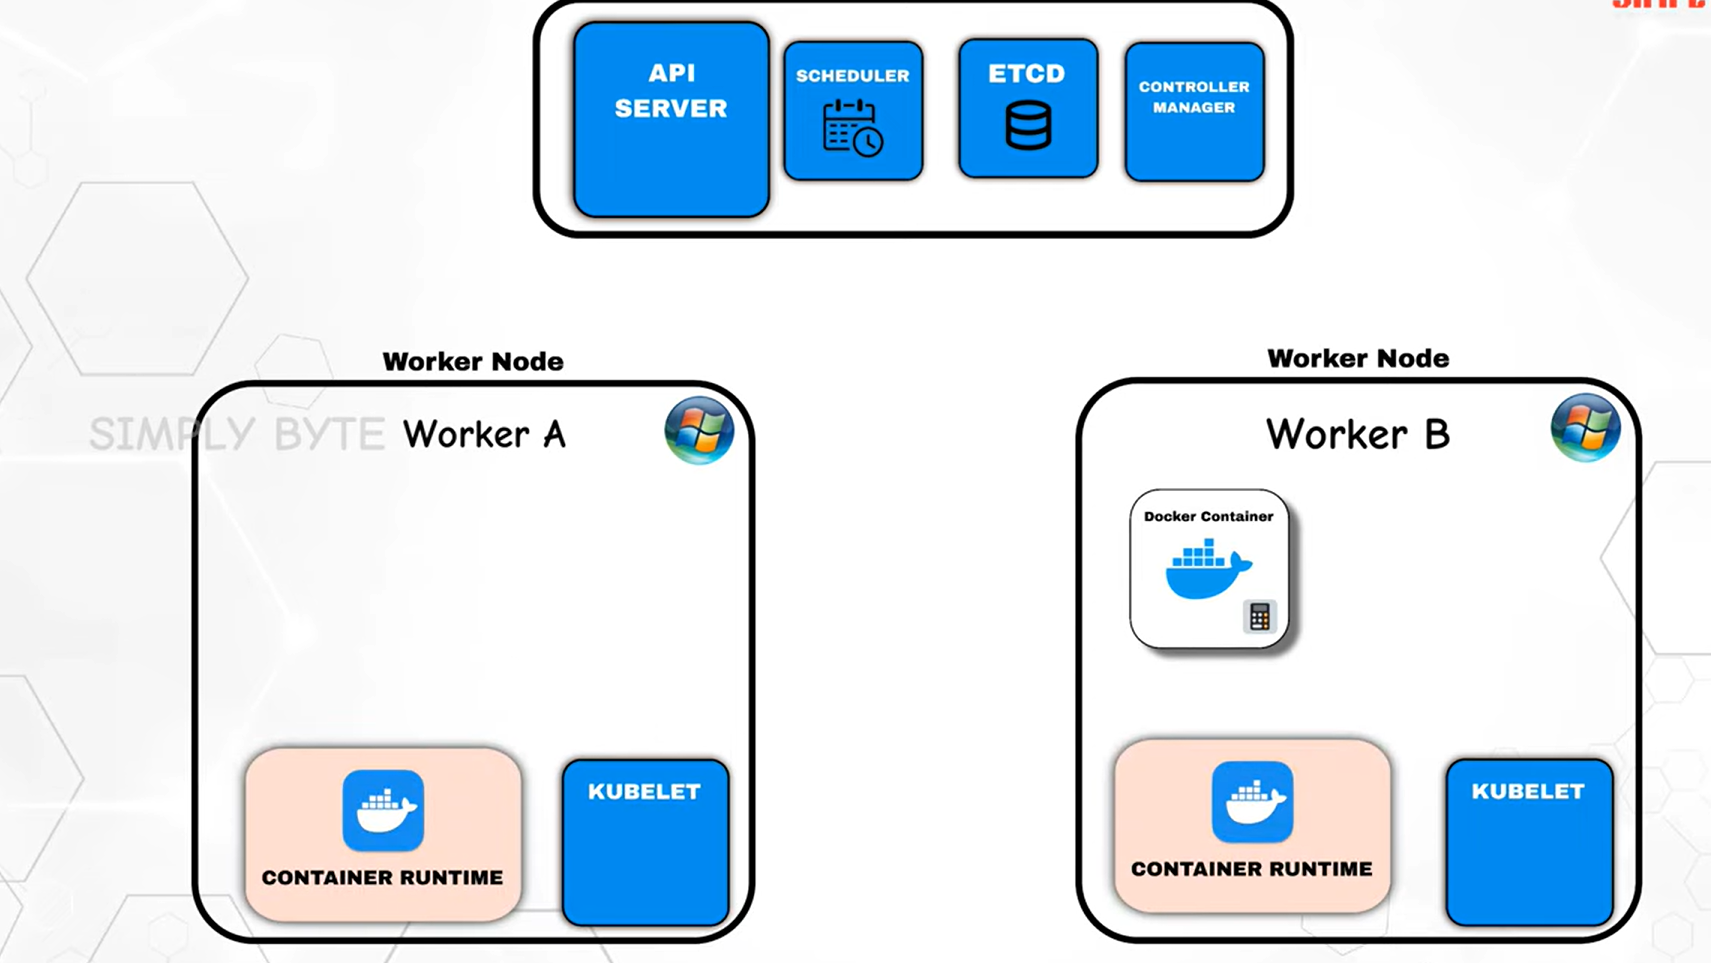 API
SERVER
SCHEDULER
ETCD
CONTROLLER
MANAGER
Worker Node
Worker Node
SIMPLY BYTE
Worker A
Worker B
Docker Container
CONTAINER RUNTIME
KUBELET
CONTAINER RUNTIME
KUBELET